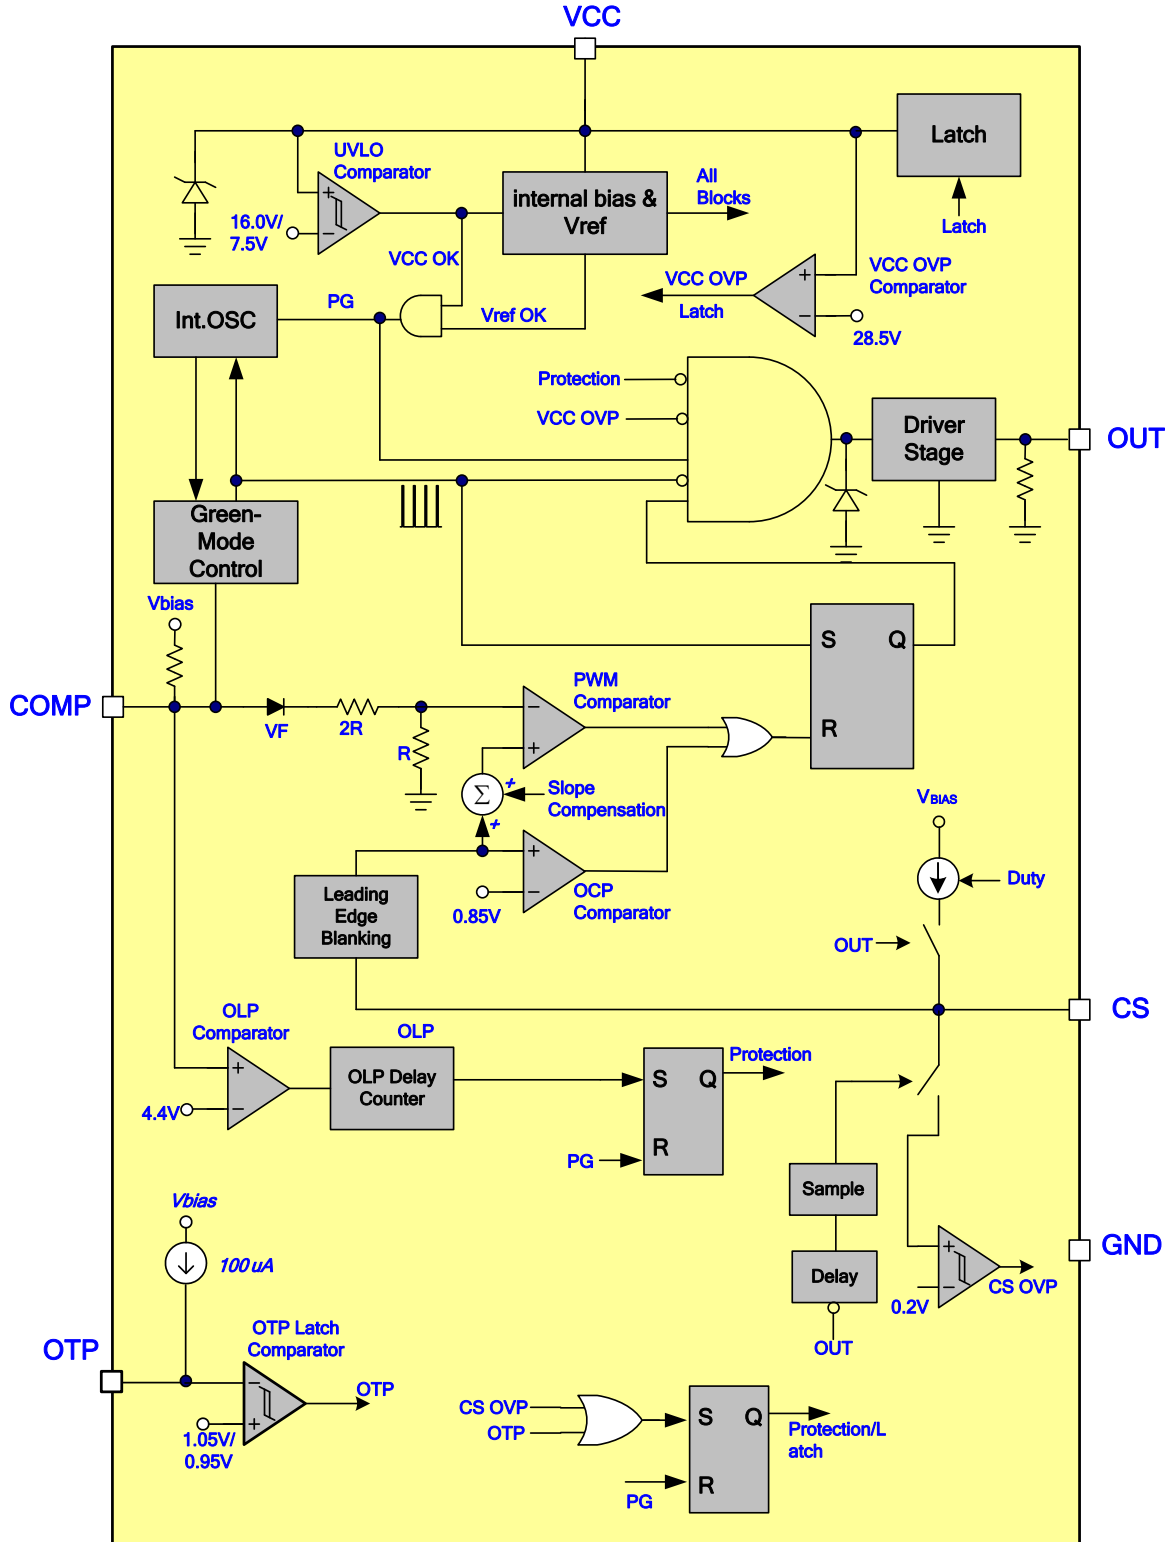 VCC
UVLO
Comparator
+
−
16.0V/
7.5V
internal bias &
Vref
All
Blocks
Latch
Latch
VCC OK
VCC OVP
Latch
+
−
VCC OVP
Comparator
28.5V
Int.OSC
PG
Vref OK
Protection
VCC OVP
Driver
Stage
OUT
Green-
Mode
Control
Vbias
COMP
VF
2R
R
PWM
Comparator
−
+
S
Q
R
Σ
+
+
Slope
Compensation
Leading
Edge
Blanking
+
−
0.85V
OCP
Comparator
VBIAS
Duty
OUT
CS
OLP
Comparator
+
−
4.4V
OLP
OLP Delay
Counter
S
Q
R
Protection
PG
Sample
Delay
OUT
+
−
0.2V
CS OVP
GND
Vbias
100uA
OTP
OTP Latch
Comparator
−
+
1.05V/
0.95V
OTP
CS OVP
OTP
S
Q
R
PG
Protection/L
atch